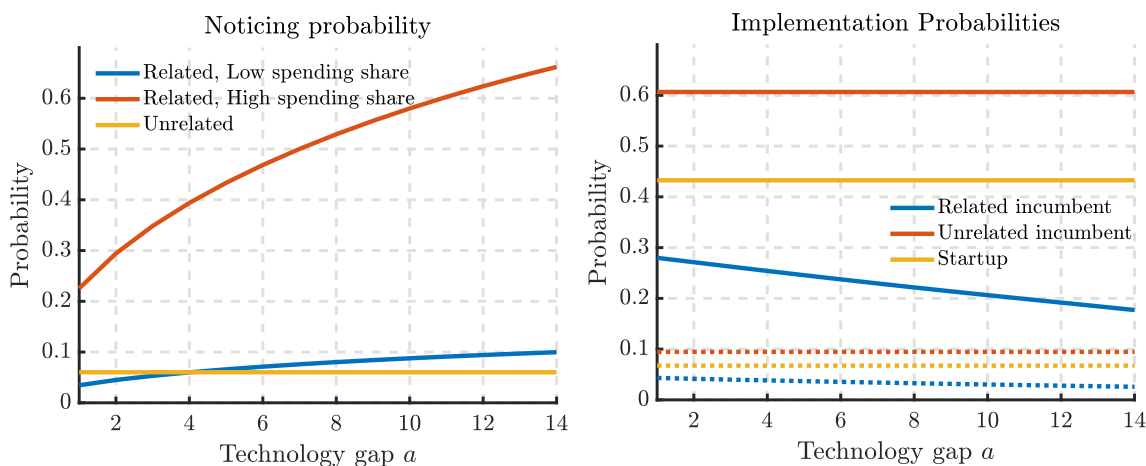 Noticing probability
Related, Low spending share
Related, High spending share
Unrelated
Probability
0.6
0.5
0.4
0.3
0.2
0.1
0
2 4 6 8 10 12 14
Technology gap a
Implementation Probabilities
Related incumbent
Unrelated incumbent
Startup
Probability
0.6
0.5
0.4
0.3
0.2
0.1
0
2 4 6 8 10 12 14
Technology gap a